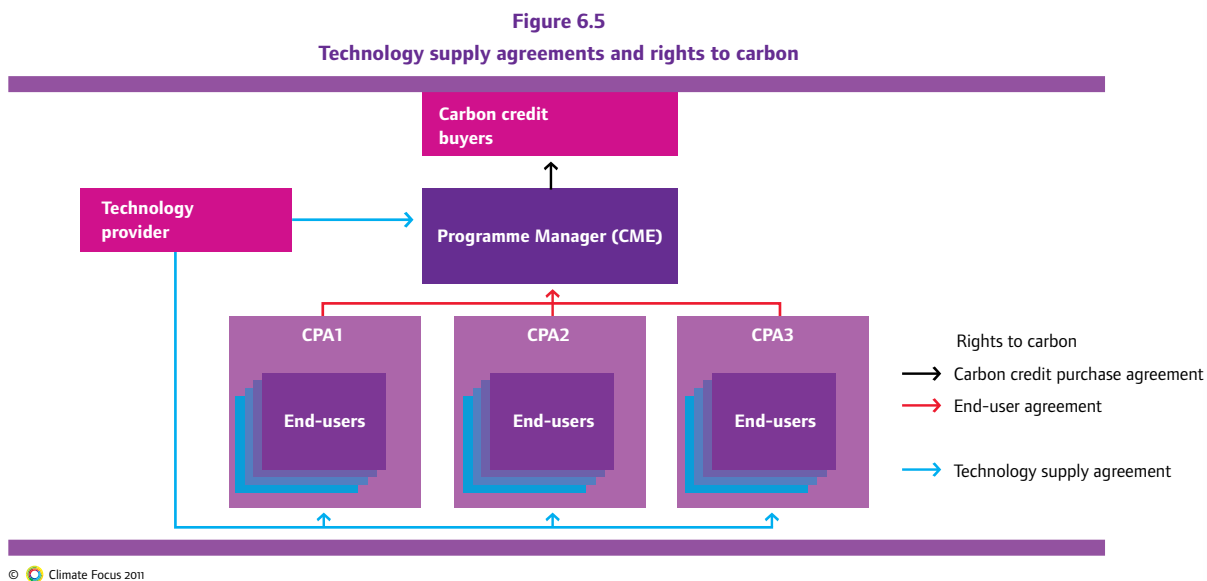 Figure 6.5
Technology supply agreements and rights to carbon
Carbon credit
buyers
Technology
provider
Programme Manager (CME)
CPA1
CPA2
CPA3
End-users
End-users
End-users
Rights to carbon
Carbon credit purchase agreement
End-user agreement
Technology supply agreement
© Climate Focus 2011